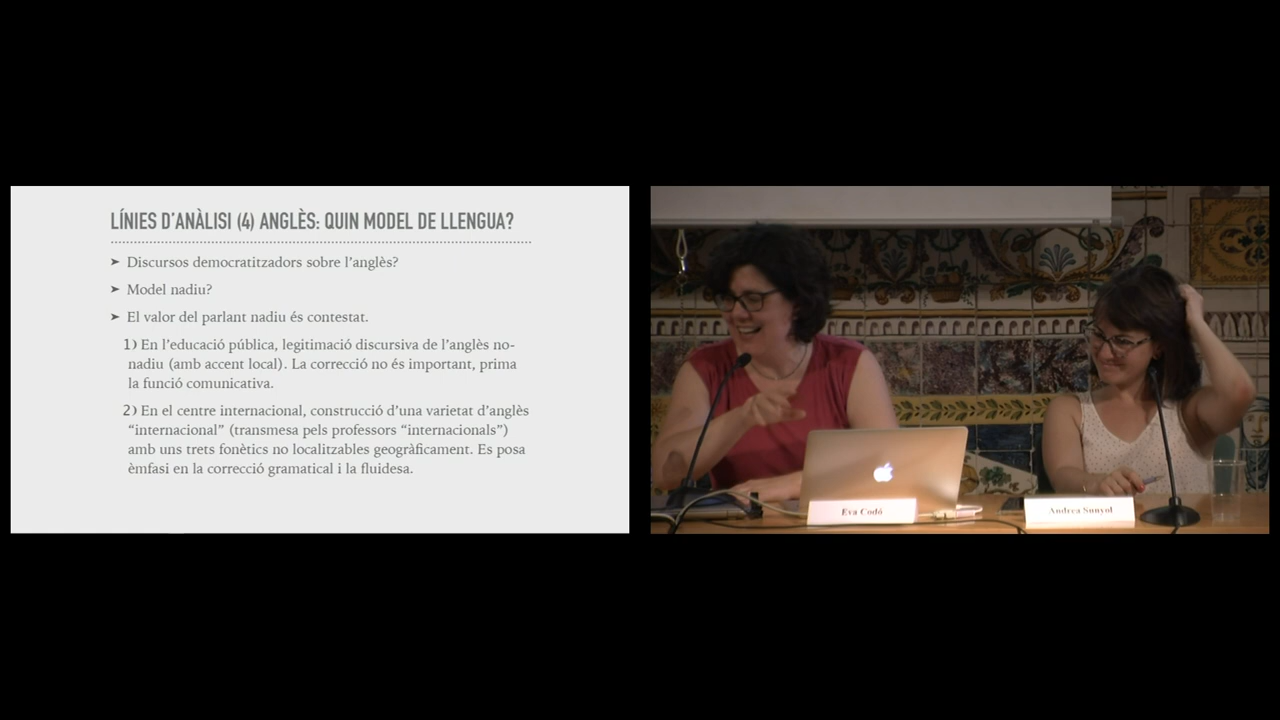 LÍNIES D'ANÀLISI (4) ANGLÈS: QUIN MODEL DE LLENGUA?
➤ Discursos democratitzadors sobre l'anglès?
➤ Model nadiu?
➤ El valor del parlant nadiu és contestat.
1) En l'educació pública, legitimació discursiva de l'anglès no-
nadiu (amb accent local). La correcció no és important, prima
la funció comunicativa.
2) En el centre internacional, construcció d'una varietat d'anglès
“internacional” (transmesa pels professors “internacionals”)
amb uns trets fonètics no localitzables geogràficament. Es posa
èmfasi en la correcció gramatical i la fluïdesa.
Eva Codó
Andrea Sunyol